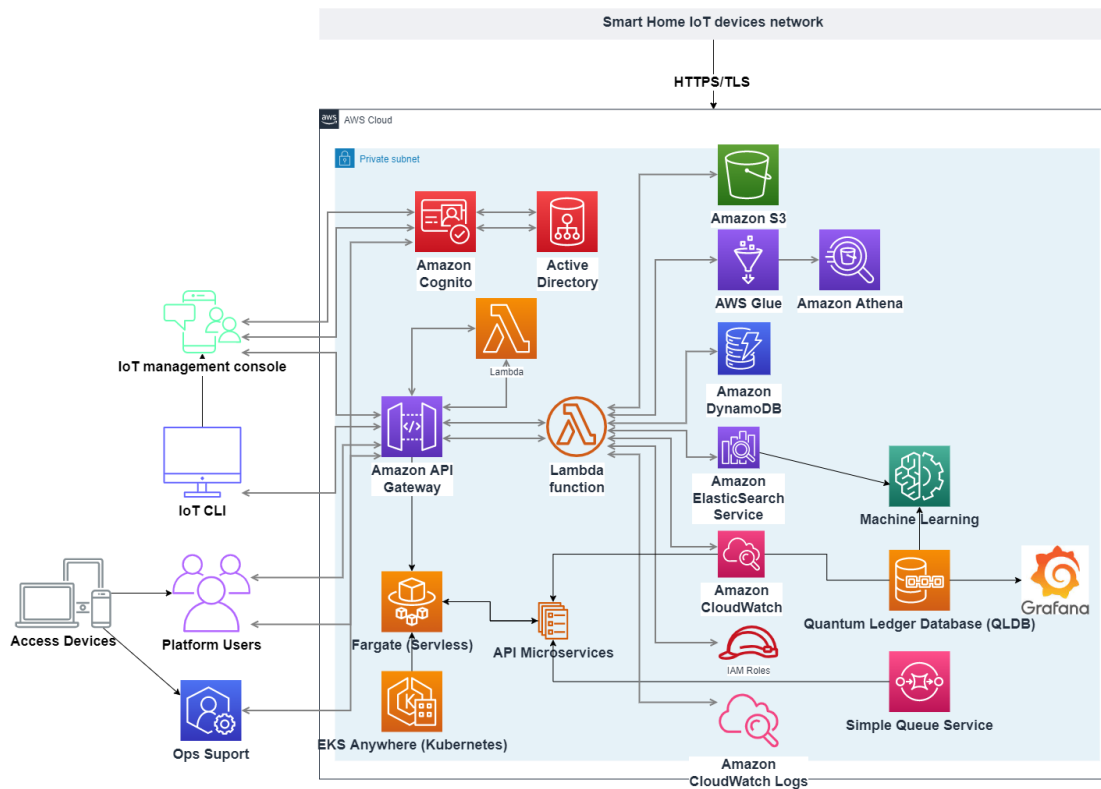 Smart Home IoT devices network
HTTPS/TLS
aws
AWS Cloud
Private subnet
Amazon S3
Amazon
Cognito
Active
Directory
AWS Glue
Amazon Athena
Lambda
IoT management console
Amazon
DynamoDB
Amazon API
Gateway
Lambda
function
Amazon
ElasticSearch
Service
Machine Learning
IoT CLI
Amazon
CloudWatch
Quantum Ledger Database (QLDB)
Grafana
Access Devices
Platform Users
Fargate (Servless)
API Microservices
IAM Roles
Simple Queue Service
EKS Anywhere (Kubernetes)
Ops Suport
Amazon
CloudWatch Logs